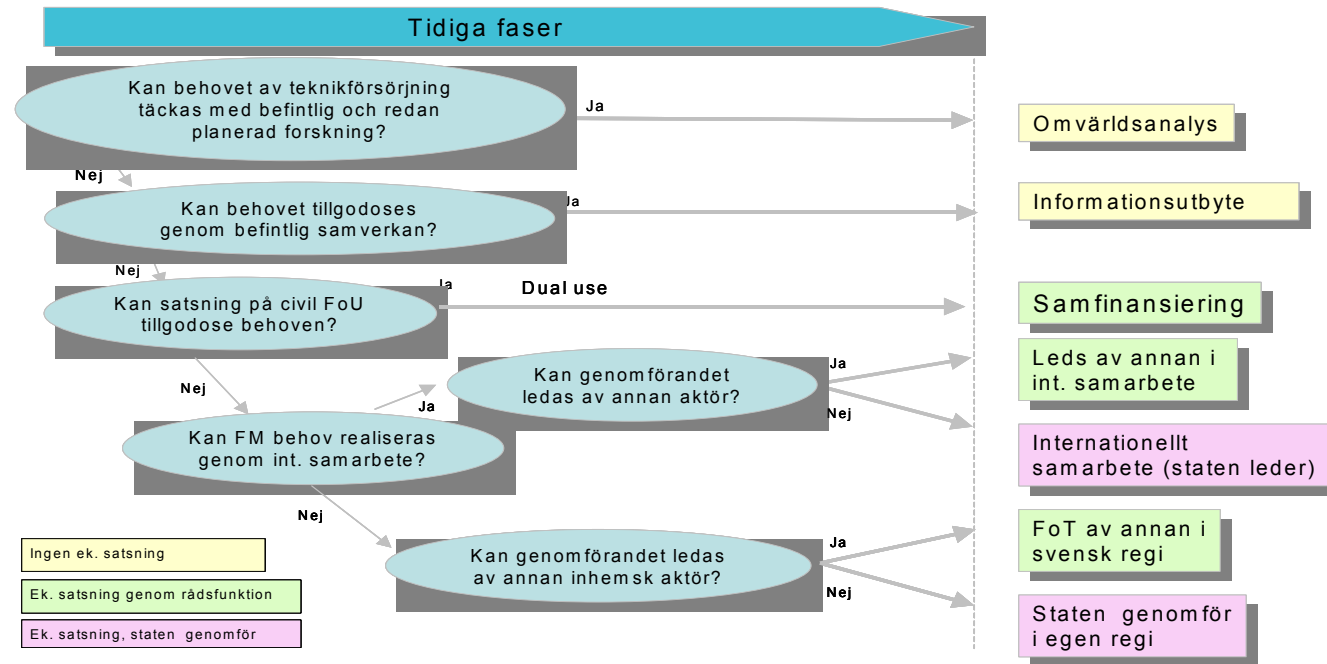 Tidiga faser
Kan behovet av teknikförsörjning
täckas med befintlig och redan
planerad forskning?
Ja
Omvärldsanalys
Nej
Kan behovet tillgodoses
genom befintlig samverkan?
Ja
Informationsutbyte
Nej
Kan satsning på civil FoU
tillgodose behoven?
Ja
Dual use
Samfinansiering
Nej
Kan genomförandet
ledas av annan aktör?
Ja
Nej
Leds av annan i
int. samarbete
Ja
Kan FM behov realiseras
genom int. samarbete?
Internationellt
samarbete (staten leder)
Nej
Kan genomförandet ledas
av annan inhemsk aktör?
Ja
Nej
FoT av annan i
svensk regi
Staten genomför
i egen regi
Ingen ek. satsning
Ek. satsning genom rådsfunktion
Ek. satsning, staten genomför